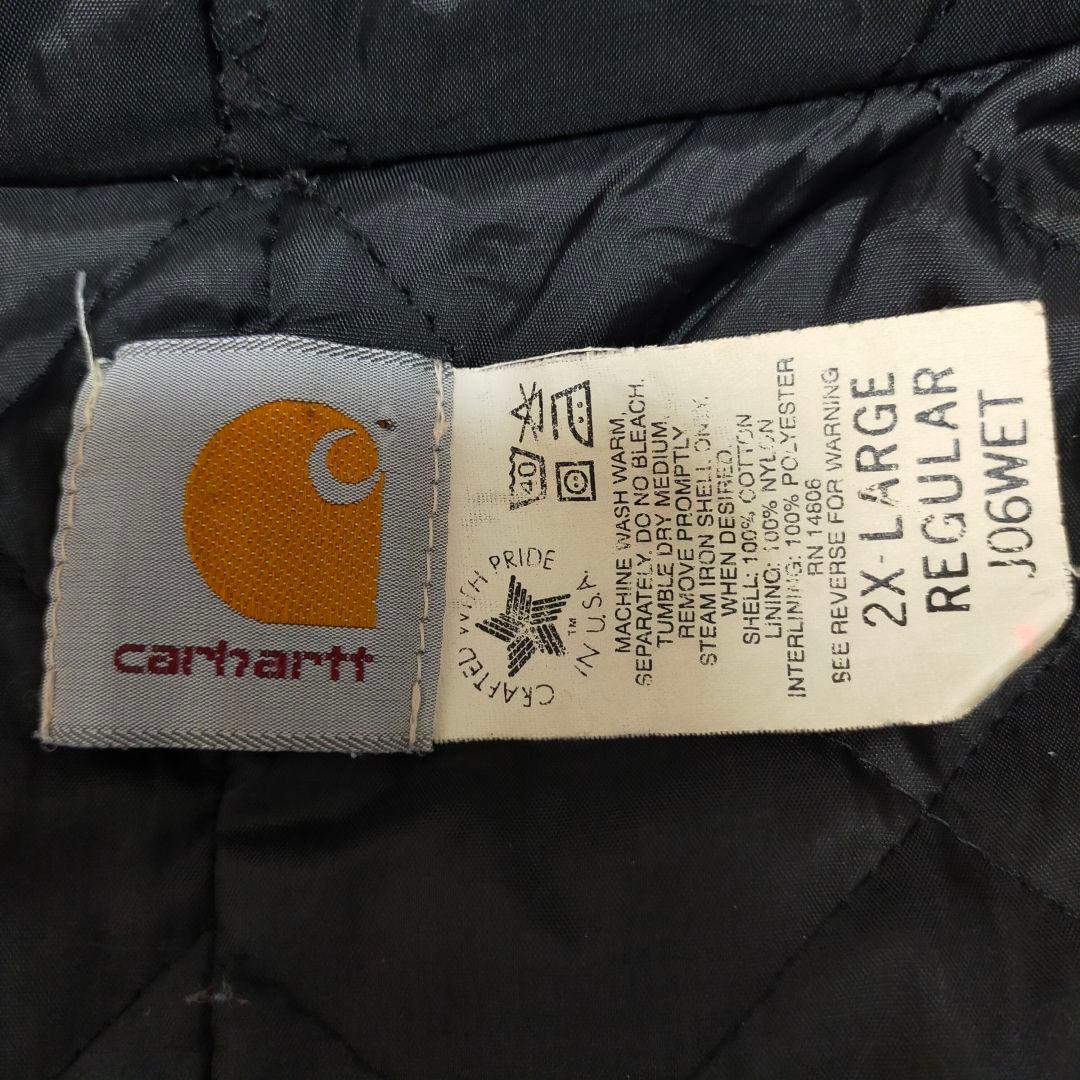 carhartt
40
CRAFTED WITH PRIDE
IN U.S.A.
™
MACHINE WASH WARM,
SEPARATELY. DO NO BLEACH.
TUMBLE DRY MEDIUM.
REMOVE PROMPTLY
STEAM IRON SHELL ONLY,
WHEN DESIRED.
SHELL: 100% COTTON
LINING: 100% NYLON
INTERLINING: 100% POLYESTER
RN 14806
SEE REVERSE FOR WARNING
2X-LARGE
REGULAR
J06WET